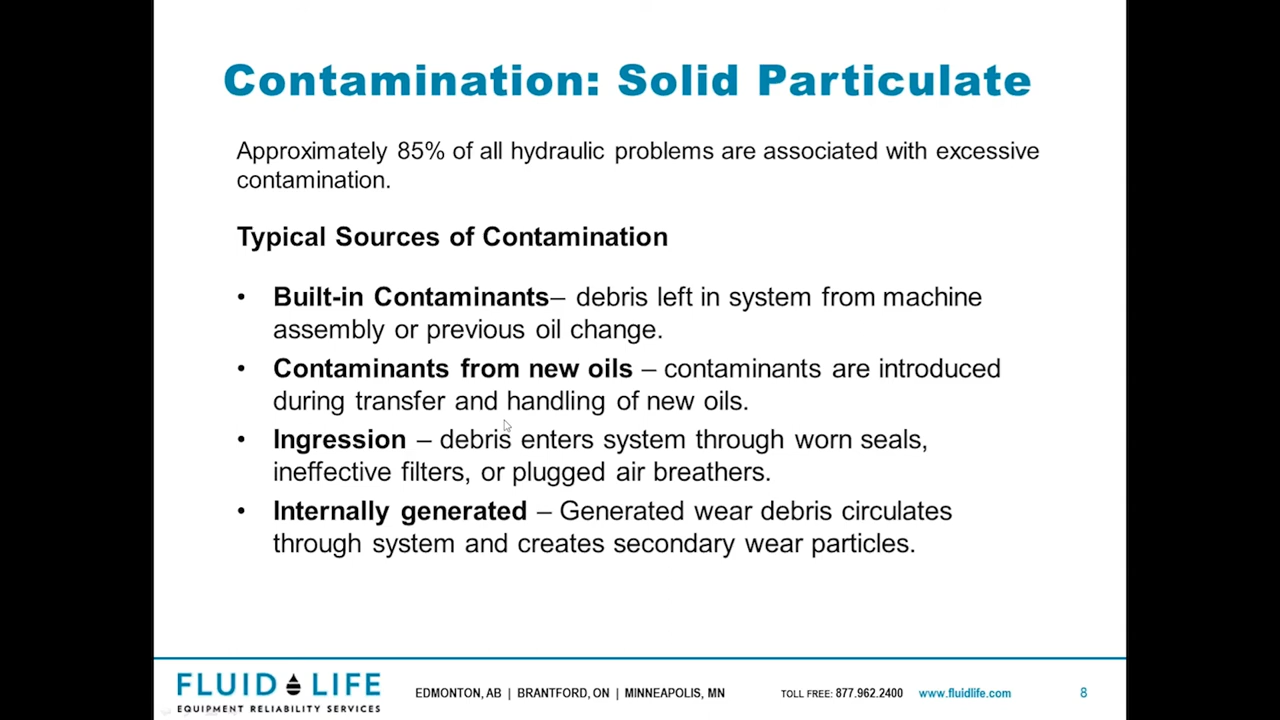 Contamination: Solid Particulate
Approximately 85% of all hydraulic problems are associated with excessive
contamination.
Typical Sources of Contamination
• Built-in Contaminants– debris left in system from machine
assembly or previous oil change.
• Contaminants from new oils – contaminants are introduced
during transfer and handling of new oils.
• Ingression – debris enters system through worn seals,
ineffective filters, or plugged air breathers.
• Internally generated – Generated wear debris circulates
through system and creates secondary wear particles.
FLUID LIFE
EQUIPMENT RELIABILITY SERVICES
EDMONTON, AB | BRANTFORD, ON | MINNEAPOLIS, MN
TOLL FREE: 877.962.2400
www.fluidlife.com
8